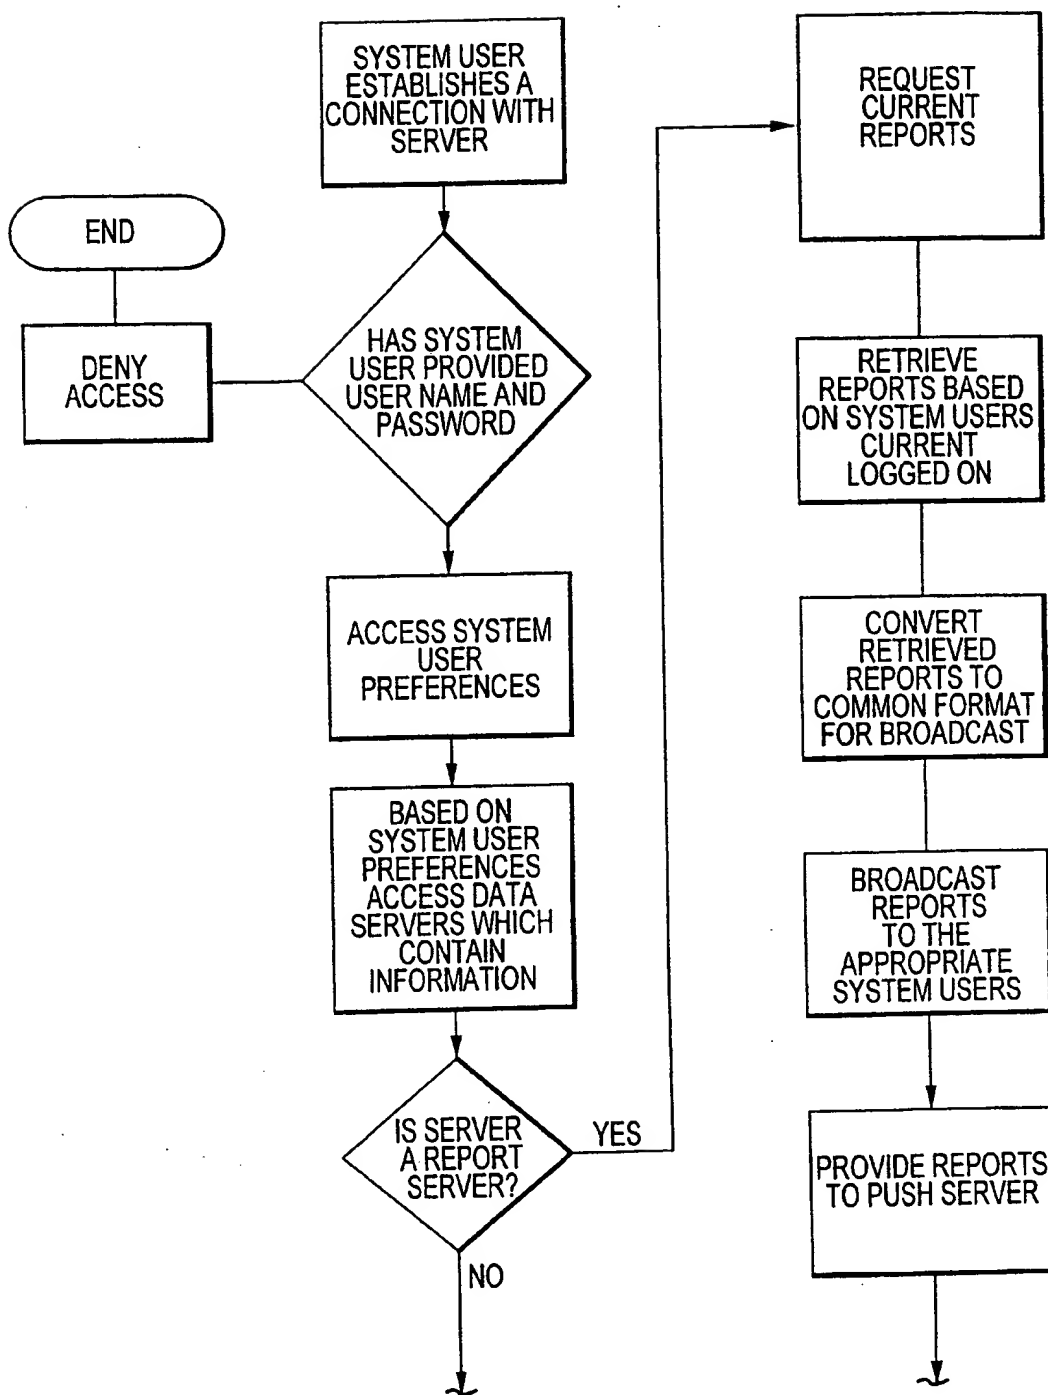 SYSTEM USER
ESTABLISHES A
CONNECTION WITH
SERVER
END
DENY
ACCESS
HAS SYSTEM
USER PROVIDED
USER NAME AND
PASSWORD
ACCESS SYSTEM
USER
PREFERENCES
BASED ON
SYSTEM USER
PREFERENCES
ACCESS DATA
SERVERS WHICH
CONTAIN
INFORMATION
IS SERVER
A REPORT
SERVER?
YES
NO
REQUEST
CURRENT
REPORTS
RETRIEVE
REPORTS BASED
ON SYSTEM USERS
CURRENT
LOGGED ON
CONVERT
RETRIEVED
REPORTS TO
COMMON FORMAT
FOR BROADCAST
BROADCAST
REPORTS
TO THE
APPROPRIATE
SYSTEM USERS
PROVIDE REPORTS
TO PUSH SERVER